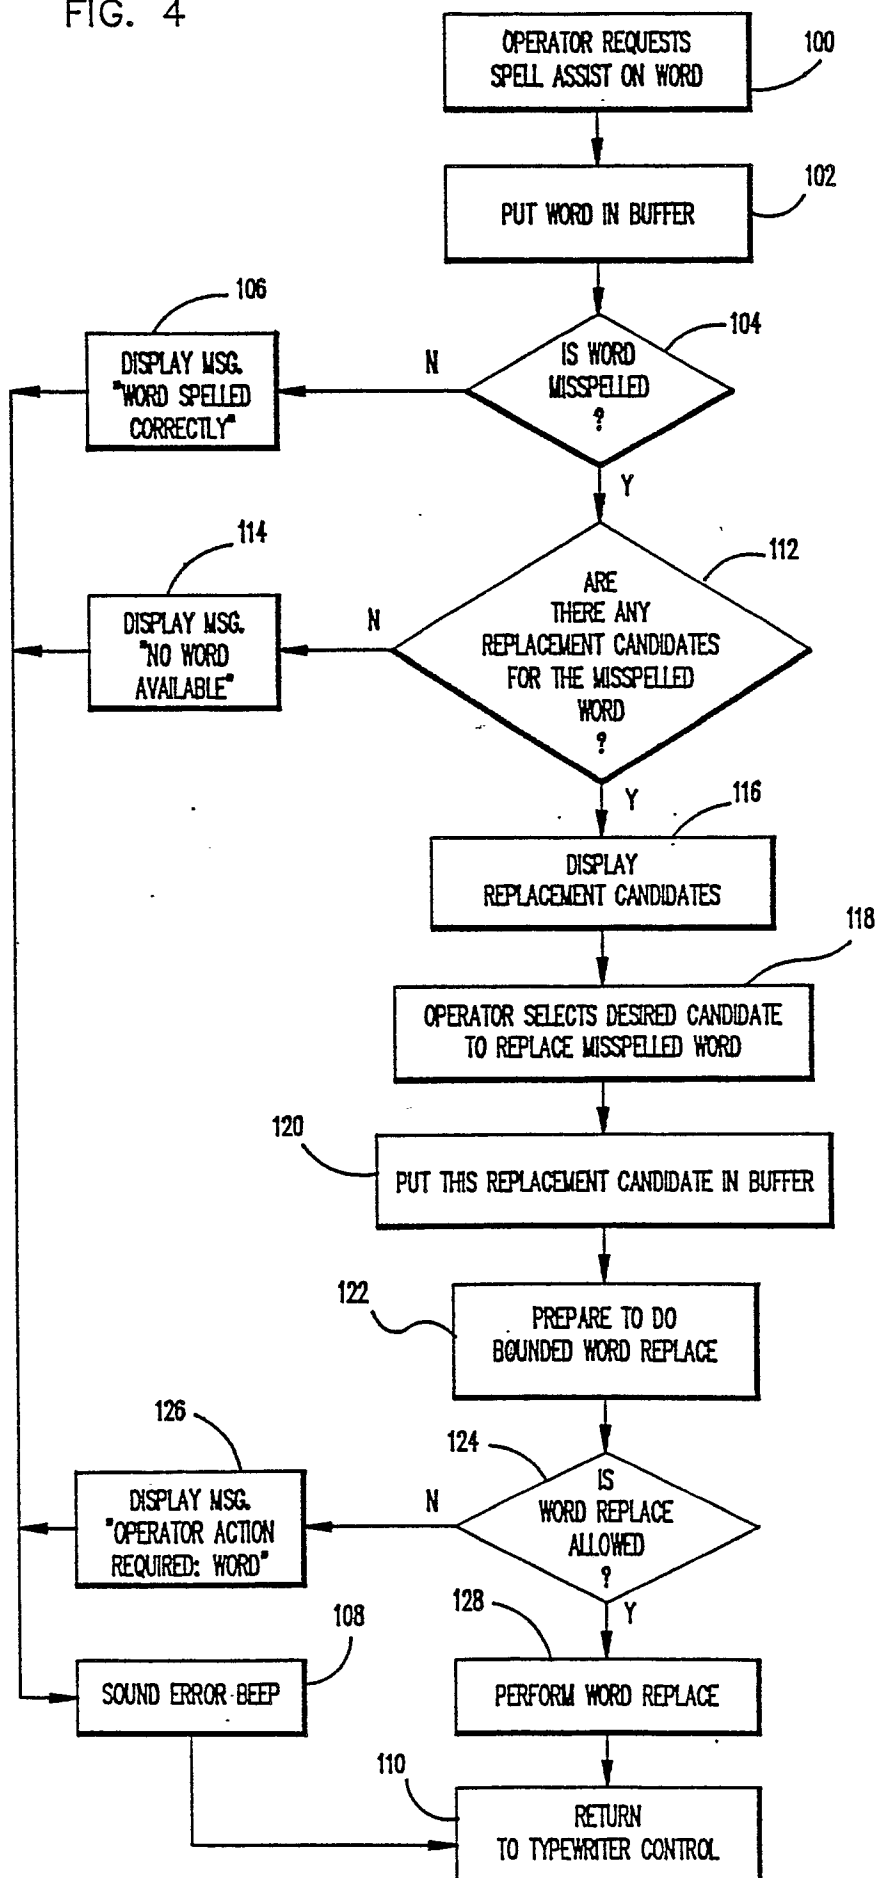 FIG. 4
OPERATOR REQUESTS
SPELL ASSIST ON WORD
100
PUT WORD IN BUFFER
102
IS WORD
MISSPELLED
?
104
N
Y
106
DISPLAY MSG.
"WORD SPELLED
CORRECTLY"
ARE
THERE ANY
REPLACEMENT CANDIDATES
FOR THE MISSPELLED
WORD
?
112
N
Y
114
DISPLAY MSG.
"NO WORD
AVAILABLE"
116
DISPLAY
REPLACEMENT CANDIDATES
118
OPERATOR SELECTS DESIRED CANDIDATE
TO REPLACE MISSPELLED WORD
120
PUT THIS REPLACEMENT CANDIDATE IN BUFFER
122
PREPARE TO DO
BOUNDED WORD REPLACE
124
IS
WORD REPLACE
ALLOWED
?
N
Y
126
DISPLAY MSG.
"OPERATOR ACTION
REQUIRED: WORD"
108
SOUND ERROR BEEP
128
PERFORM WORD REPLACE
110
RETURN
TO TYPEWRITER CONTROL